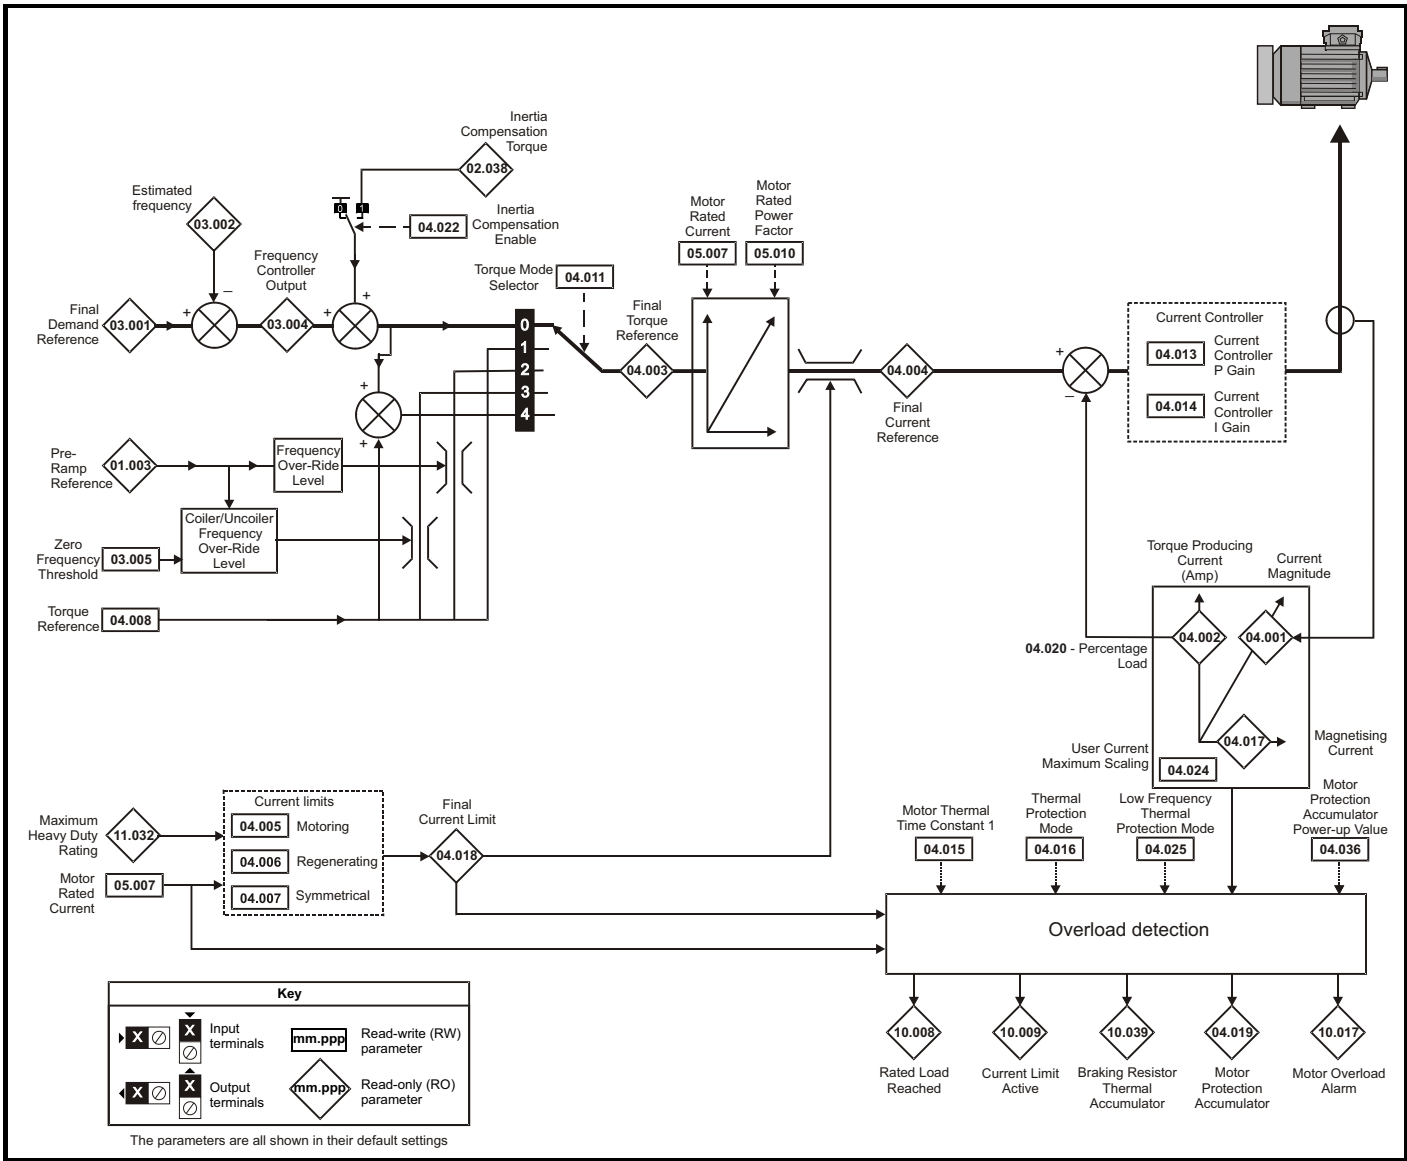 Inertia
Compensation
Torque
02.038
Estimated
frequency
03.002
0
1
04.022
Inertia
Compensation
Enable
Motor
Rated
Current
05.007
Motor
Rated
Power
Factor
05.010
Frequency
Controller
Output
Torque Mode
Selector
04.011
Final
Demand
Reference
03.001
+
–
03.004
+
+
0
1
2
3
4
Final
Torque
Reference
04.003
04.004
Final
Current
Reference
+
–
Current Controller
04.013
Current
Controller
P Gain
04.014
Current
Controller
I Gain
+
+
Pre-
Ramp
Reference
01.003
Frequency
Over-Ride
Level
Coiler/Uncoiler
Frequency
Over-Ride
Level
Zero
Frequency
Threshold
03.005
Torque
Reference
04.008
Torque Producing
Current
(Amp)
Current
Magnitude
04.002
04.001
04.020 - Percentage
Load
04.017
Magnetising
Current
User Current
Maximum Scaling
04.024
Maximum
Heavy Duty
Rating
11.032
Motor
Rated
Current
05.007
Current limits
04.005 Motoring
04.006 Regenerating
04.007 Symmetrical
Final
Current Limit
04.018
Motor Thermal
Time Constant 1
04.015
Thermal
Protection
Mode
04.016
Low Frequency
Thermal
Protection Mode
04.025
Motor
Protection
Accumulator
Power-up Value
04.036
Overload detection
10.008
Rated Load
Reached
10.009
Current Limit
Active
10.039
Braking Resistor
Thermal
Accumulator
04.019
Motor
Protection
Accumulator
10.017
Motor Overload
Alarm
Key
X
X
Input
terminals
mm.ppp
Read-write (RW)
parameter
X
X
Output
terminals
mm.ppp
Read-only (RO)
parameter
The parameters are all shown in their default settings